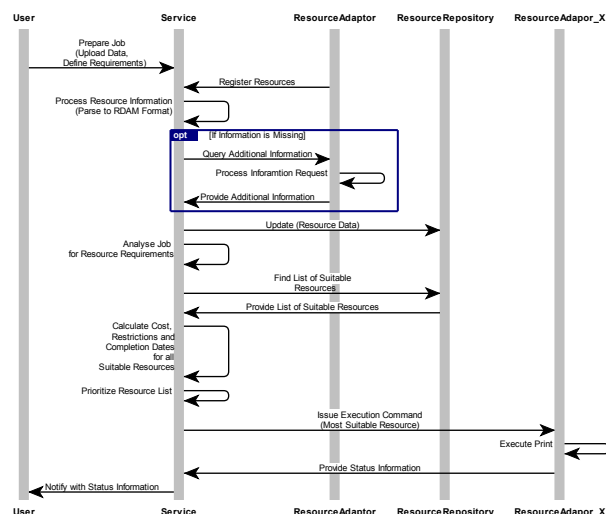 User Service ResourceAdaptor ResourceRepository ResourceAdapor_X
Prepare Job
(Upload Data,
Define Requirements)
Register Resources
Process Resource Information
(Parse to RDAM Format)
opt [If Information is Missing]
Query Additional Information
Process Inforamtion Request
Provide Additional Information
Update (Resource Data)
Analyse Job
for Resource Requirements
Find List of Suitable
Resources
Provide List of Suitable Resources
Calculate Cost,
Restrictions and
Completion Dates
for all
Suitable Resources
Prioritize Resource List
Issue Execution Command
(Most Suitable Resource)
Execute Print
Provide Status Information
Notify with Status Information
User Service ResourceAdaptor ResourceRepository ResourceAdapor_X